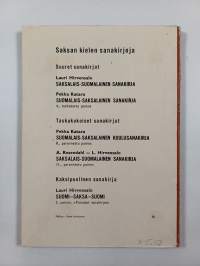 Saksan kielen sanakirjoja
Suuret sanakirjat
Lauri Hirvensalo
SAKSALAIS-SUOMALAINEN SANAKIRJA
Pekka Katara
SUOMALAIS-SAKSALAINEN SANAKIRJA
Taskukokoiset sanakirjat
Pekka Katara
SUOMALAIS-SAKSALAINEN KOULUSANAKIRJA
A. Rosendahl — L. Hirvensalo
SAKSALAIS-SUOMALAINEN SANAKIRJA
Kaksipuolinen sanakirja
Lauri Hirvensalo
SUOMI—SAKSA—SUOMI